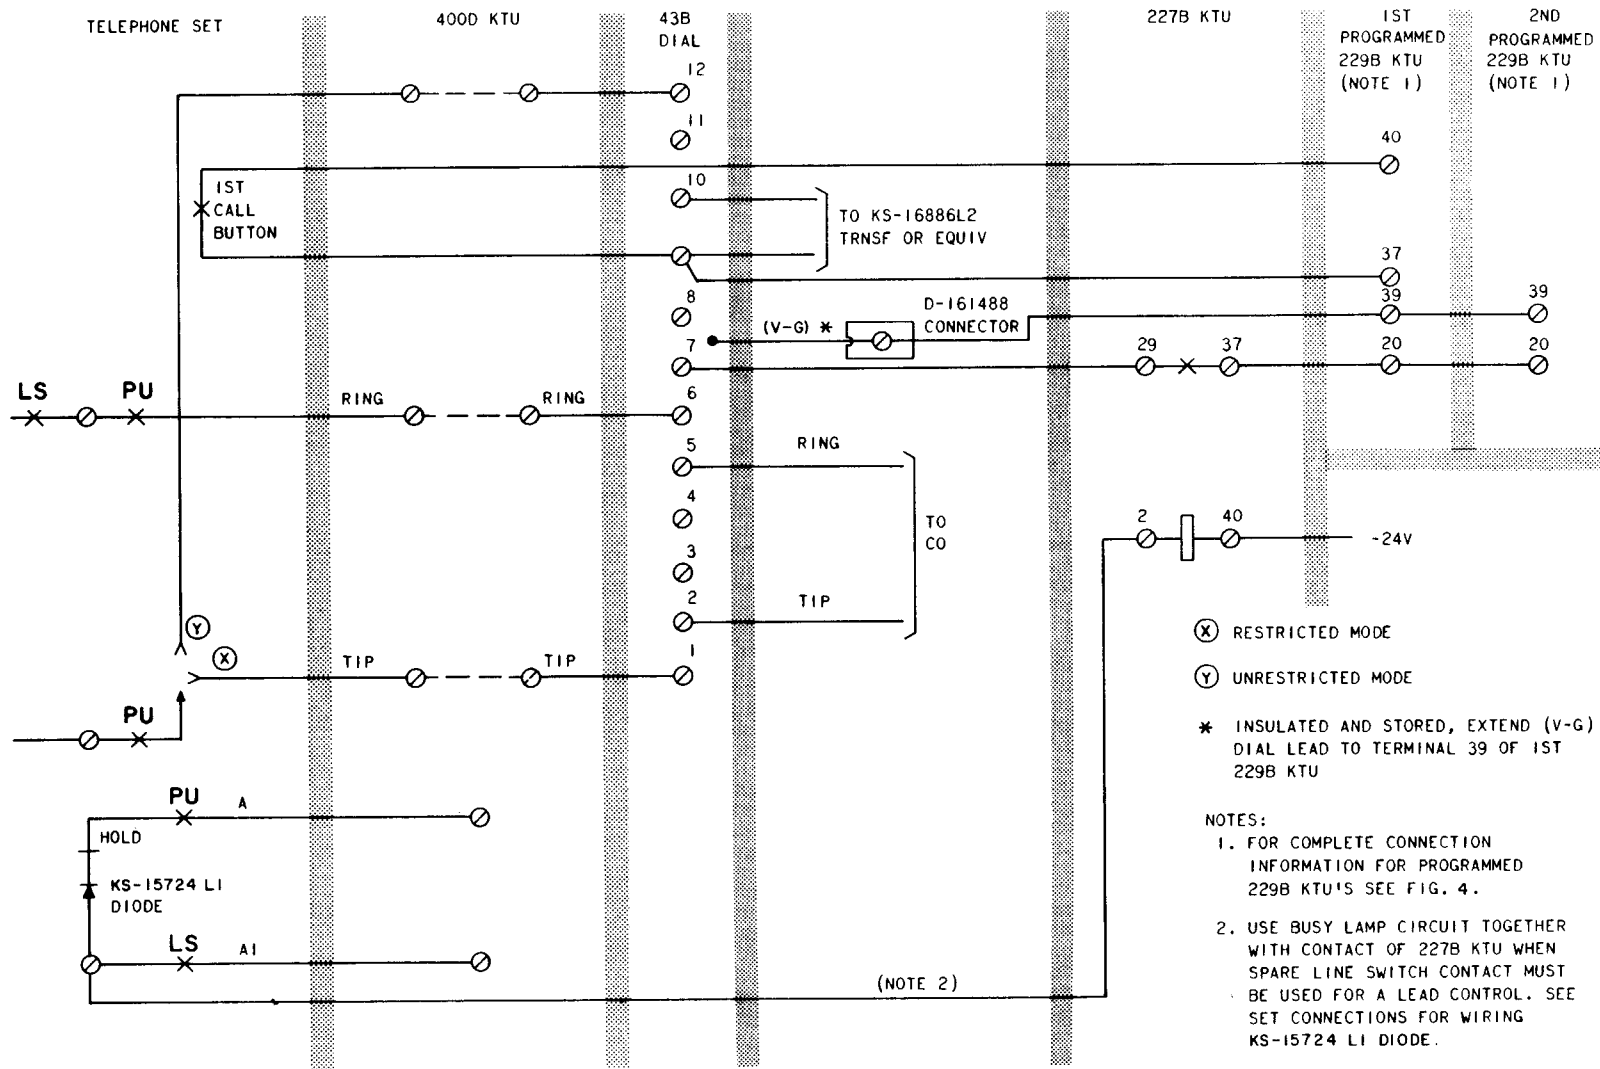 TELEPHONE SET
400D KTU
43B
DIAL
227B KTU
1ST
PROGRAMMED
229B KTU
(NOTE 1)
2ND
PROGRAMMED
229B KTU
(NOTE 1)
12
11
40
1ST
CALL
BUTTON
10
TO KS-16886L2
TRNSF OR EQUIV
37
8
D-161488
CONNECTOR
39
39
(V-G) *
7
29
37
20
20
LS
PU
RING
RING
6
5
RING
4
TO
CO
2
40
-24V
3
2
TIP
Y
X
TIP
TIP
1
X RESTRICTED MODE
Y UNRESTRICTED MODE
PU
* INSULATED AND STORED, EXTEND (V-G)
DIAL LEAD TO TERMINAL 39 OF 1ST
229B KTU
PU
A
HOLD
KS-15724 L1
DIODE
LS
A1
(NOTE 2)
NOTES:
1. FOR COMPLETE CONNECTION
INFORMATION FOR PROGRAMMED
229B KTU'S SEE FIG. 4.
2. USE BUSY LAMP CIRCUIT TOGETHER
WITH CONTACT OF 227B KTU WHEN
SPARE LINE SWITCH CONTACT MUST
BE USED FOR A LEAD CONTROL. SEE
SET CONNECTIONS FOR WIRING
KS-15724 L1 DIODE.